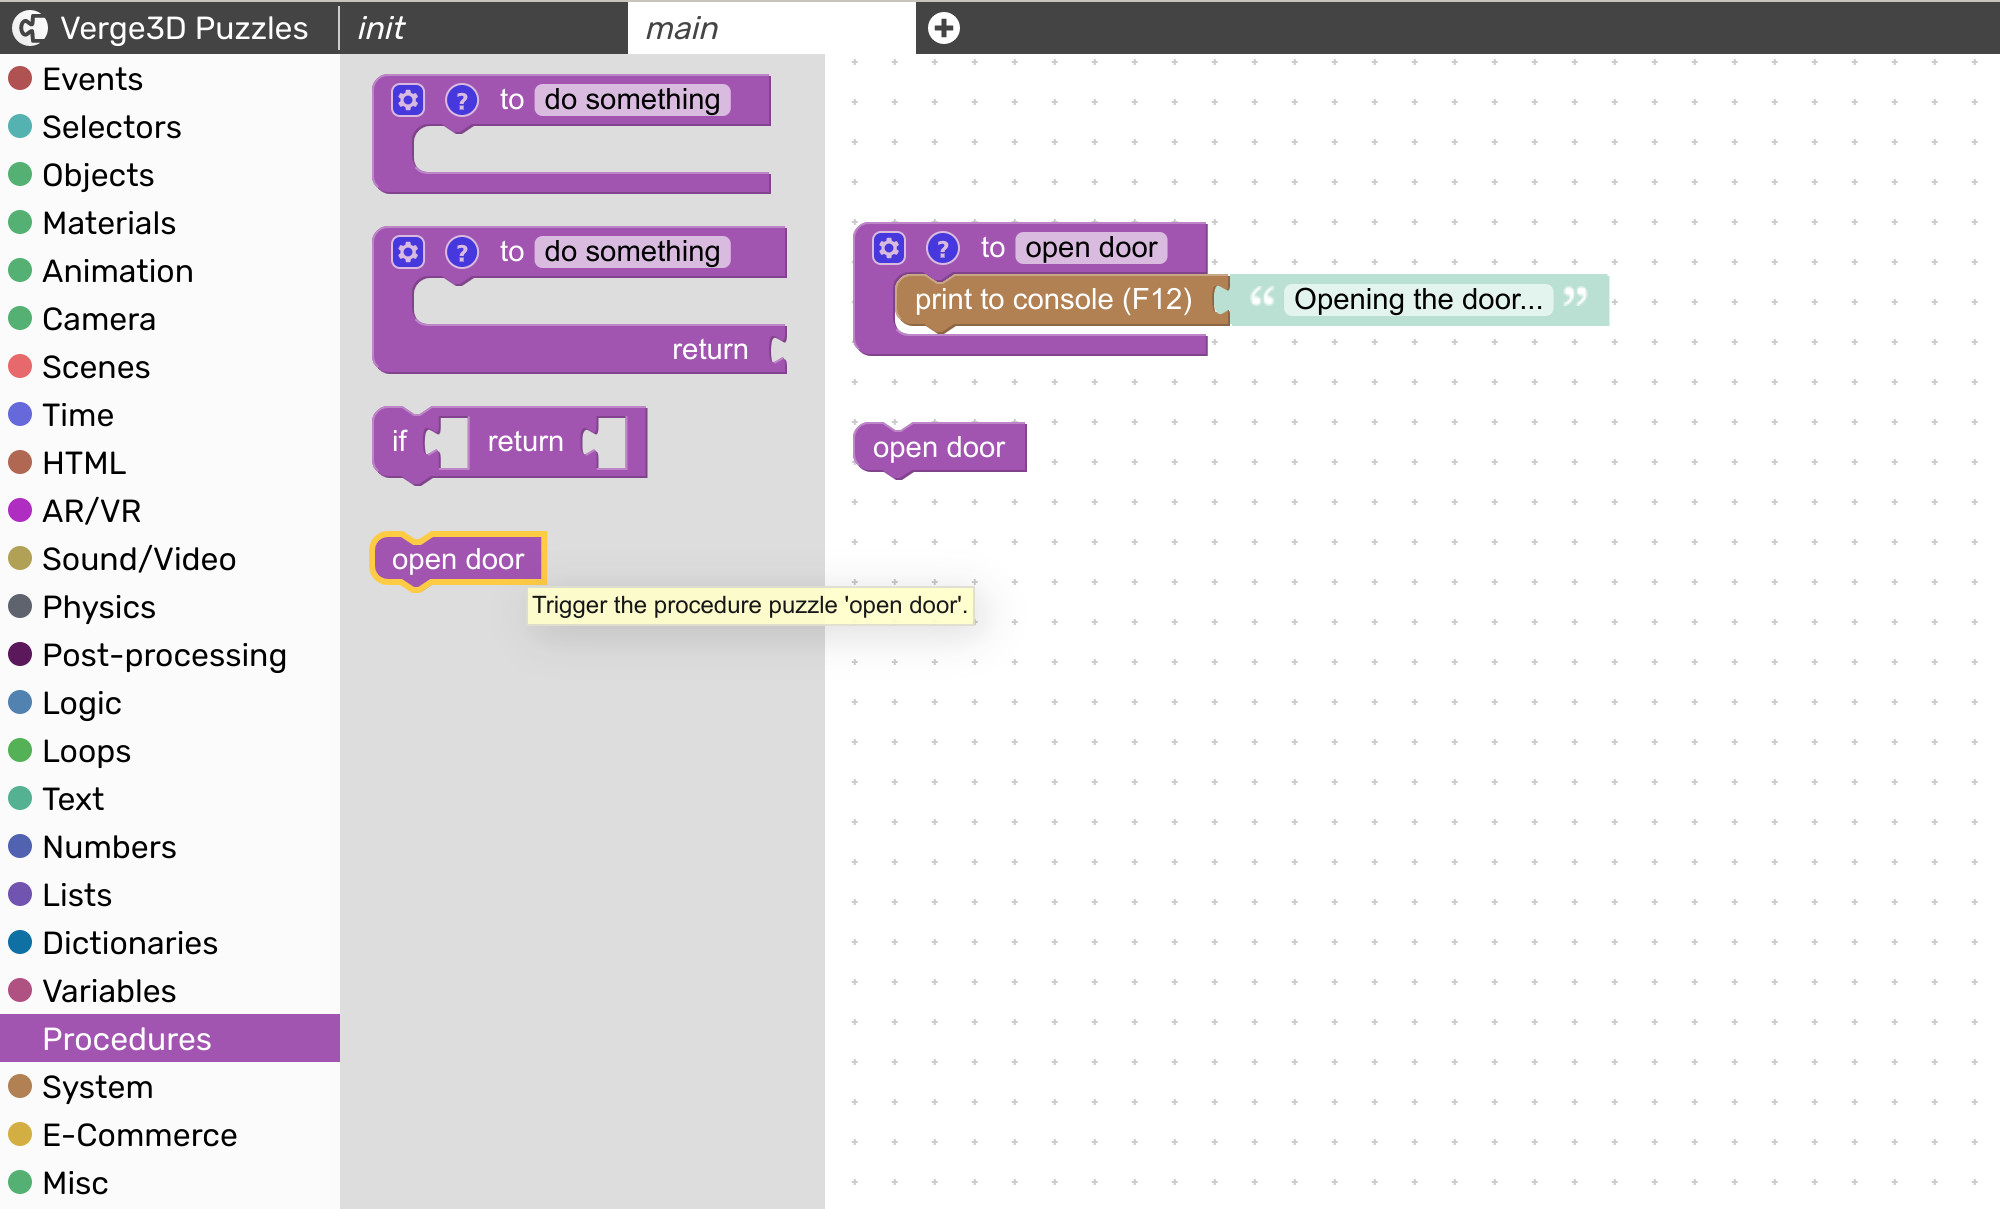 Verge3D Puzzles
init
main
Events
Selectors
Objects
Materials
Animation
Camera
Scenes
Time
HTML
AR/VR
Sound/Video
Physics
Post-processing
Logic
Loops
Text
Numbers
Lists
Dictionaries
Variables
Procedures
System
E-Commerce
Misc
? to do something
? to do something
return
if return
open door
Trigger the procedure puzzle 'open door'.
? to open door
print to console (F12) “ Opening the door... ”
open door